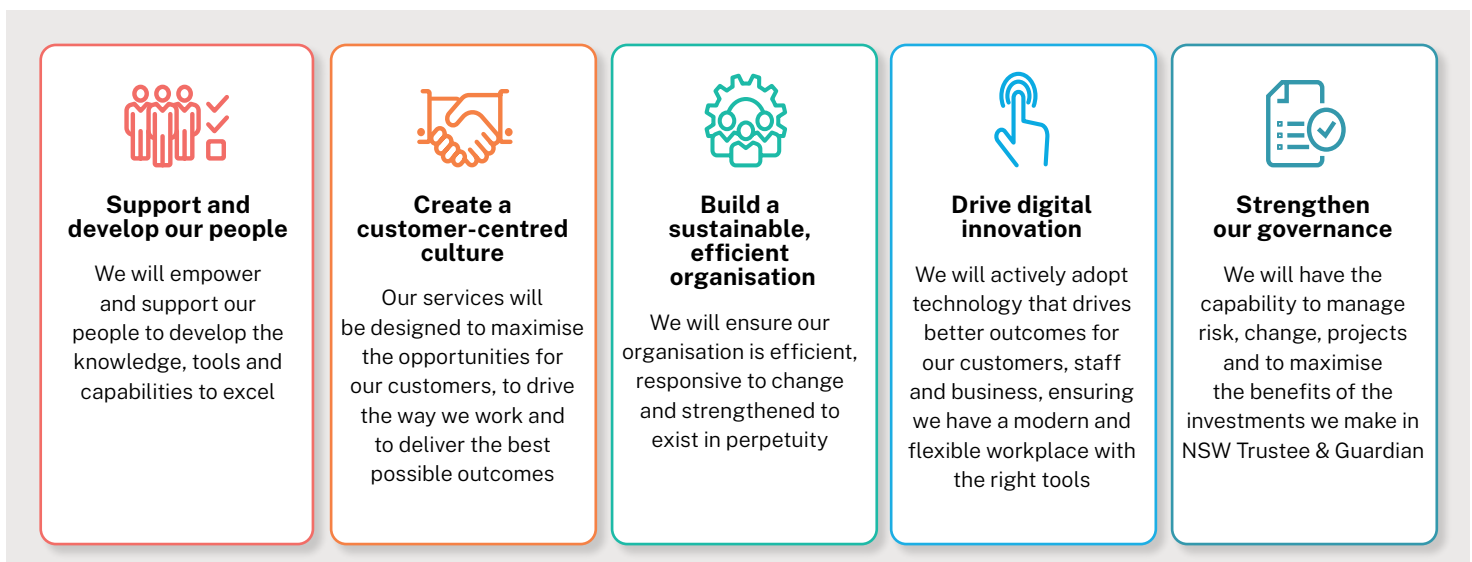 Support and
develop our people
We will empower
and support our
people to develop the
knowledge, tools and
capabilities to excel
Create a
customer-centred
culture
Our services will
be designed to maximise
the opportunities for
our customers, to drive
the way we work and
to deliver the best
possible outcomes
Build a
sustainable,
efficient
organisation
We will ensure our
organisation is efficient,
responsive to change
and strengthened to
exist in perpetuity
Drive digital
innovation
We will actively adopt
technology that drives
better outcomes for
our customers, staff
and business, ensuring
we have a modern and
flexible workplace with
the right tools
Strengthen
our governance
We will have the
capability to manage
risk, change, projects
and to maximise
the benefits of the
investments we make in
NSW Trustee & Guardian